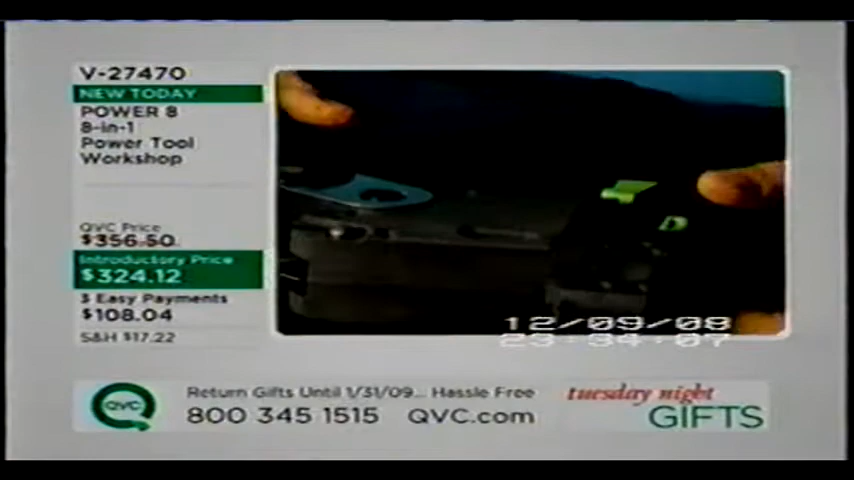 V-27470
NEW TODAY
POWER 8
8-in-1
Power Tool
Workshop
QVC Price
$356.50
Introductory Price
$324.12
3 Easy Payments
$108.04
S&H $17.22
12/09/08
23:34:07
QVC
Return Gifts Until 1/31/09... Hassle Free
800 345 1515 QVC.com
tuesday night
GIFTS